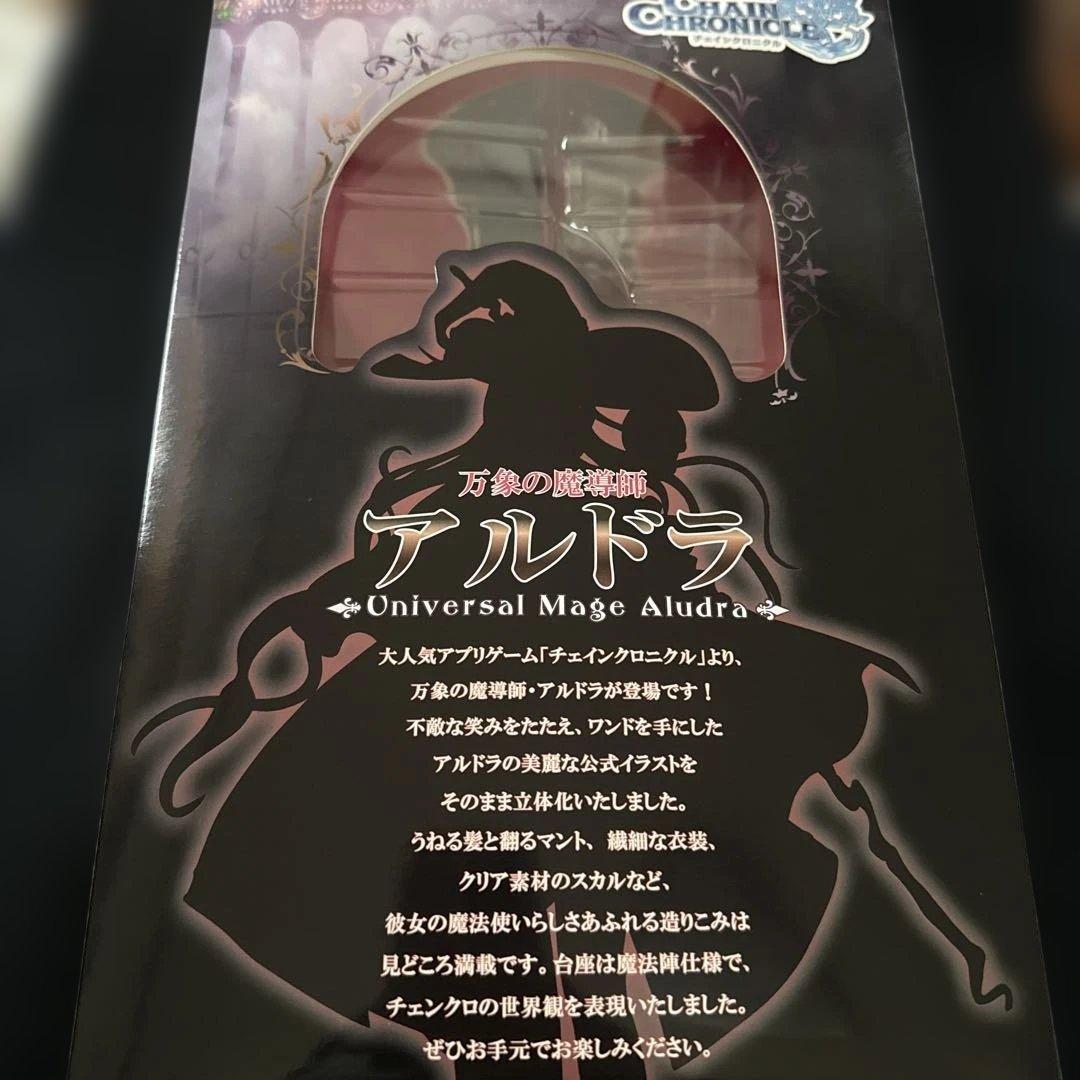 CHAIN
CHRONICLE
チェインクロニクル
万象の魔導師
アルドラ
Universal Mage Aludra
大人気アプリゲーム「チェインクロニクル」より、
万象の魔導師・アルドラが登場です！
不敵な笑みをたたえ、ワンドを手にした
アルドラの美麗な公式イラストを
そのまま立体化いたしました。
うねる髪と翻るマント、繊細な衣装、
クリア素材のスカルなど、
彼女の魔法使いらしさあふれる造りこみは
見どころ満載です。台座は魔法陣仕様で、
チェンクロの世界観を表現いたしました。
ぜひお手元でお楽しみください。